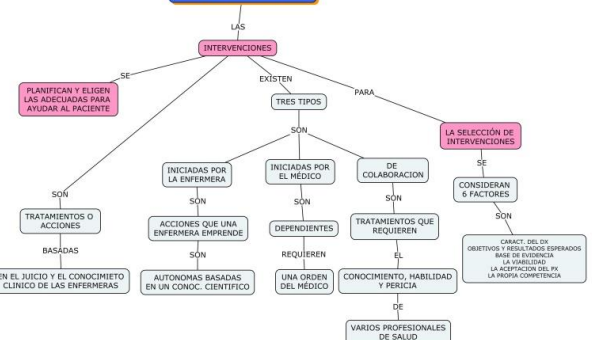 LAS
INTERVENCIONES
SE
EXISTEN
PARA
PLANIFICAN Y ELIGEN
LAS ADECUADAS PARA
AYUDAR AL PACIENTE
TRES TIPOS
SON
LA SELECCIÓN DE
INTERVENCIONES
SE
INICIADAS POR
LA ENFERMERA
INICIADAS POR
EL MÉDICO
DE
COLABORACION
CONSIDERAN
6 FACTORES
SON
SON
SON
SON
SON
TRATAMIENTOS O
ACCIONES
ACCIONES QUE UNA
ENFERMERA EMPRENDE
DEPENDIENTES
TRATAMIENTOS QUE
REQUIEREN
CARACT. DEL DX
OBJETIVOS Y RESULTADOS ESPERADOS
BASE DE EVIDENCIA
LA VIABILIDAD
LA ACEPTACION DEL PX
LA PROPIA COMPETENCIA
BASADAS
SON
REQUIEREN
EL
EN EL JUICIO Y EL CONOCIMIETO
CLINICO DE LAS ENFERMERAS
AUTONOMAS BASADAS
EN UN CONOC. CIENTIFICO
UNA ORDEN
DEL MÉDICO
CONOCIMIENTO, HABILIDAD
Y PERICIA
DE
VARIOS PROFESIONALES
DE SALUD